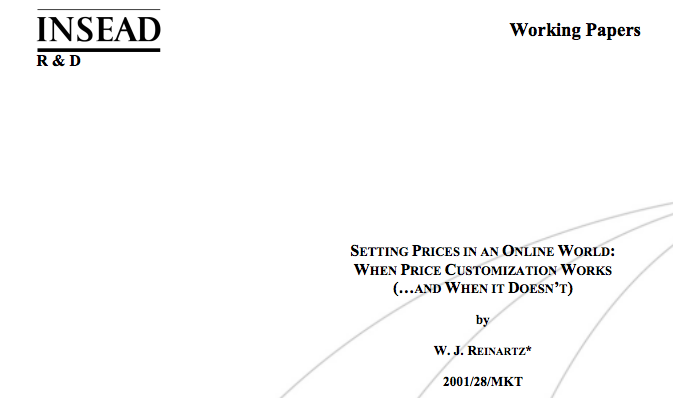 INSEAD
Working Papers
R & D
SETTING PRICES IN AN ONLINE WORLD:
WHEN PRICE CUSTOMIZATION WORKS
(…AND WHEN IT DOESN'T)
by
W. J. REINARTZ*
2001/28/MKT